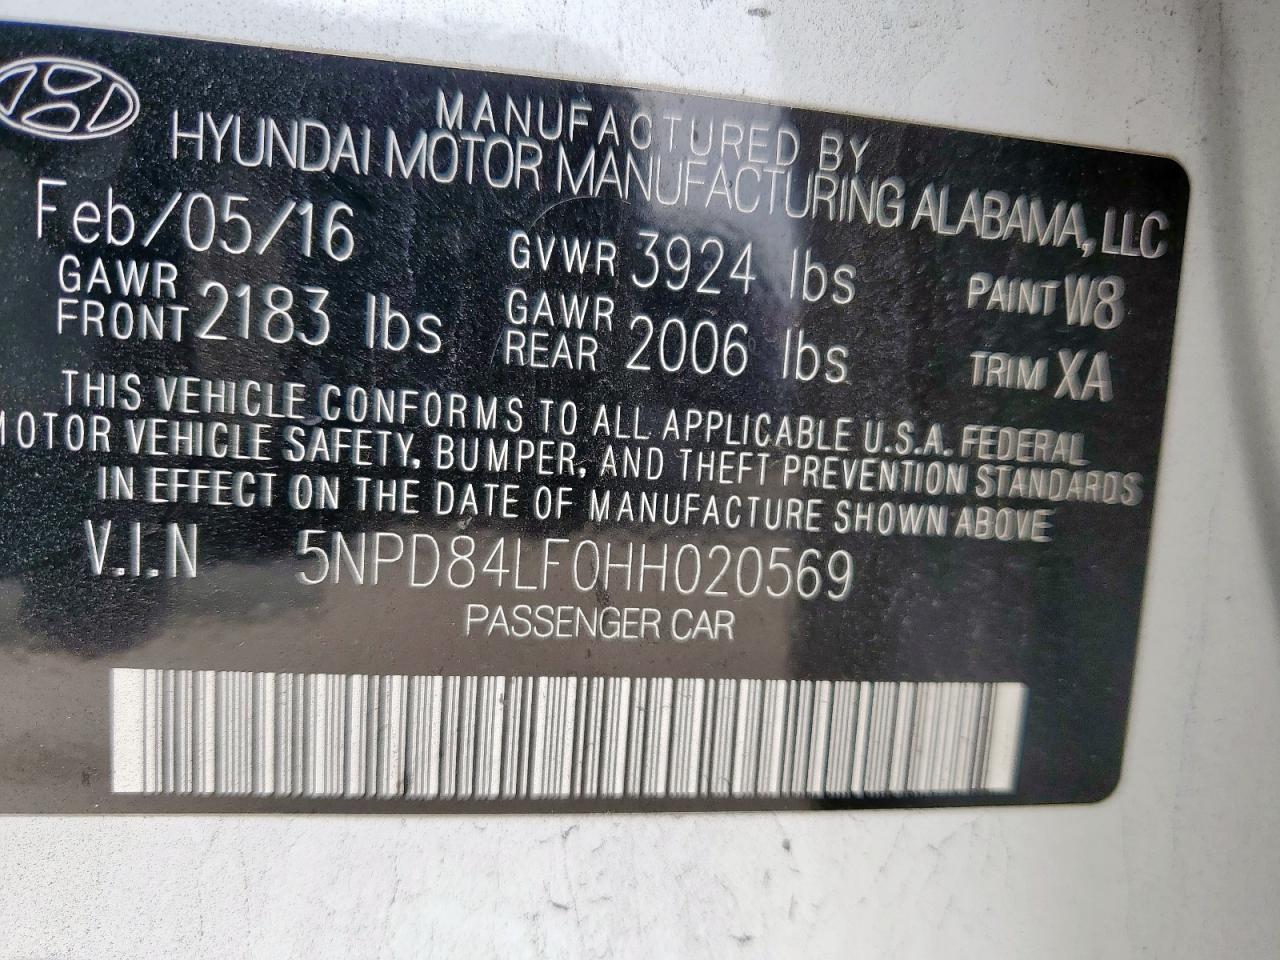 MANUFACTURED BY
HYUNDAI MOTOR MANUFACTURING ALABAMA, LLC
Feb/05/16 GVWR 3924 lbs PAINT W8
GAWR FRONT 2183 lbs GAWR REAR 2006 lbs TRIM XA
THIS VEHICLE CONFORMS TO ALL APPLICABLE U.S.A. FEDERAL
MOTOR VEHICLE SAFETY, BUMPER, AND THEFT PREVENTION STANDARDS
IN EFFECT ON THE DATE OF MANUFACTURE SHOWN ABOVE
V.I.N 5NPD84LF0HH020569
PASSENGER CAR